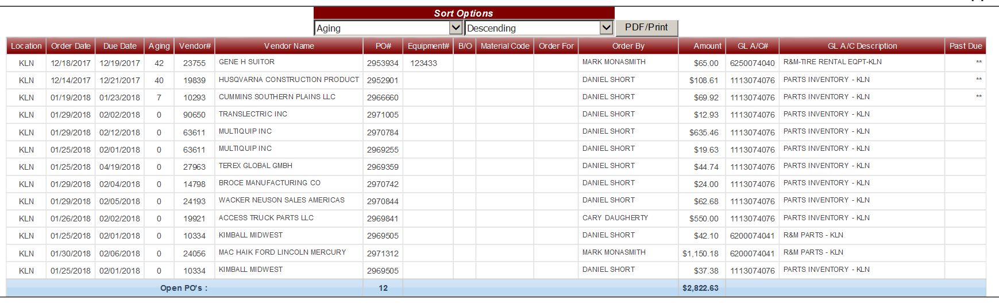 Sort Options
Aging Descending PDF/Print
Location Order Date Due Date Aging Vendor# Vendor Name PO# Equipment# B/O Material Code Order For Order By Amount GL A/C# GL A/C Description Past Due
KLN 12/18/2017 12/19/2017 42 23755 GENE H SUITOR 2953934 123433 MARK MONASMITH $65.00 6250074040 R&M-TIRE RENTAL EQPT-KLN **
KLN 12/14/2017 12/21/2017 40 19839 HUSQVARNA CONSTRUCTION PRODUCT 2952901 DANIEL SHORT $108.61 1113074076 PARTS INVENTORY - KLN **
KLN 01/19/2018 01/23/2018 7 10293 CUMMINS SOUTHERN PLAINS LLC 2966660 DANIEL SHORT $69.92 1113074076 PARTS INVENTORY - KLN **
KLN 01/29/2018 02/02/2018 0 90650 TRANSLECTRIC INC 2971005 DANIEL SHORT $12.93 1113074076 PARTS INVENTORY - KLN
KLN 01/29/2018 02/12/2018 0 63611 MULTIQUIP INC 2970784 DANIEL SHORT $635.46 1113074076 PARTS INVENTORY - KLN
KLN 01/25/2018 02/01/2018 0 63611 MULTIQUIP INC 2969255 DANIEL SHORT $19.63 1113074076 PARTS INVENTORY - KLN
KLN 01/25/2018 04/19/2018 0 27963 TEREX GLOBAL GMBH 2969359 DANIEL SHORT $44.74 1113074076 PARTS INVENTORY - KLN
KLN 01/29/2018 02/04/2018 0 14798 BROCE MANUFACTURING CO 2970742 DANIEL SHORT $24.00 1113074076 PARTS INVENTORY - KLN
KLN 01/29/2018 02/05/2018 0 24193 WACKER NEUSON SALES AMERICAS 2970844 DANIEL SHORT $62.68 1113074076 PARTS INVENTORY - KLN
KLN 01/26/2018 02/02/2018 0 19921 ACCESS TRUCK PARTS LLC 2969841 CARY DAUGHERTY $550.00 1113074076 PARTS INVENTORY - KLN
KLN 01/25/2018 02/01/2018 0 10334 KIMBALL MIDWEST 2969505 DANIEL SHORT $42.10 6200074041 R&M PARTS - KLN
KLN 01/30/2018 02/06/2018 0 24056 MAC HAIK FORD LINCOLN MERCURY 2971312 MARK MONASMITH $1,150.18 6200074041 R&M PARTS - KLN
KLN 01/25/2018 02/01/2018 0 10334 KIMBALL MIDWEST 2969505 DANIEL SHORT $37.38 1113074076 PARTS INVENTORY - KLN
Open PO's : 12 $2,822.63